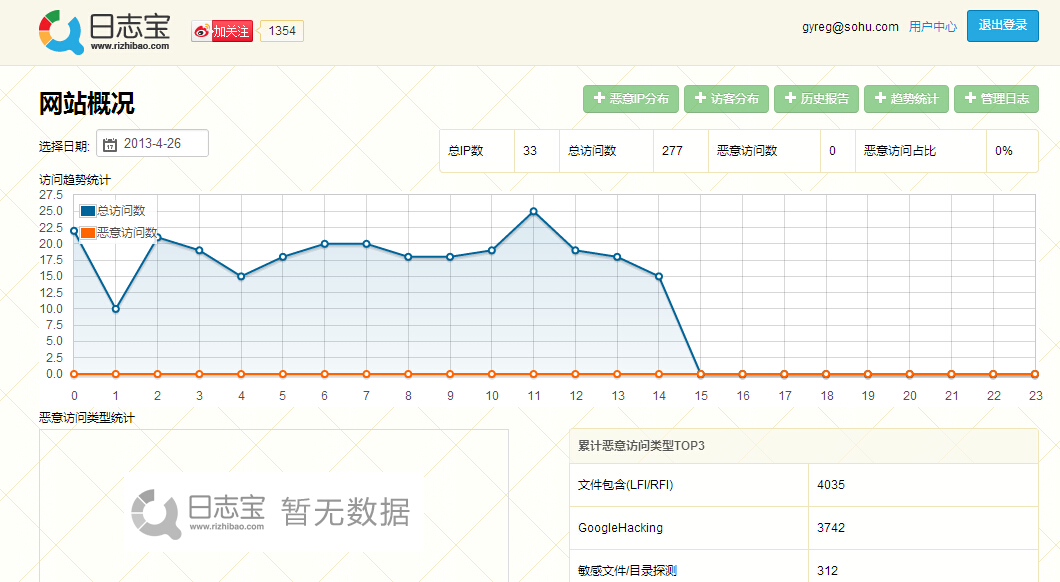 日志宝
www.rizhibao.com
加关注 1354
gyreg@sohu.com 用户中心 退出登录
网站概况
恶意IP分布 访客分布 历史报告 趋势统计 管理日志
选择日期: 2013-4-26
总IP数 33 总访问数 277 恶意访问数 0 恶意访问占比 0%
访问趋势统计
27.5
25.0
22.5
20.0
17.5
15.0
12.5
10.0
7.5
5.0
2.5
0.0
总访问数
恶意访问数
0 1 2 3 4 5 6 7 8 9 10 11 12 13 14 15 16 17 18 19 20 21 22 23
恶意访问类型统计
日志宝
www.rizhibao.com
暂无数据
累计恶意访问类型TOP3
文件包含(LFI/RFI) 4035
GoogleHacking 3742
敏感文件/目录探测 312